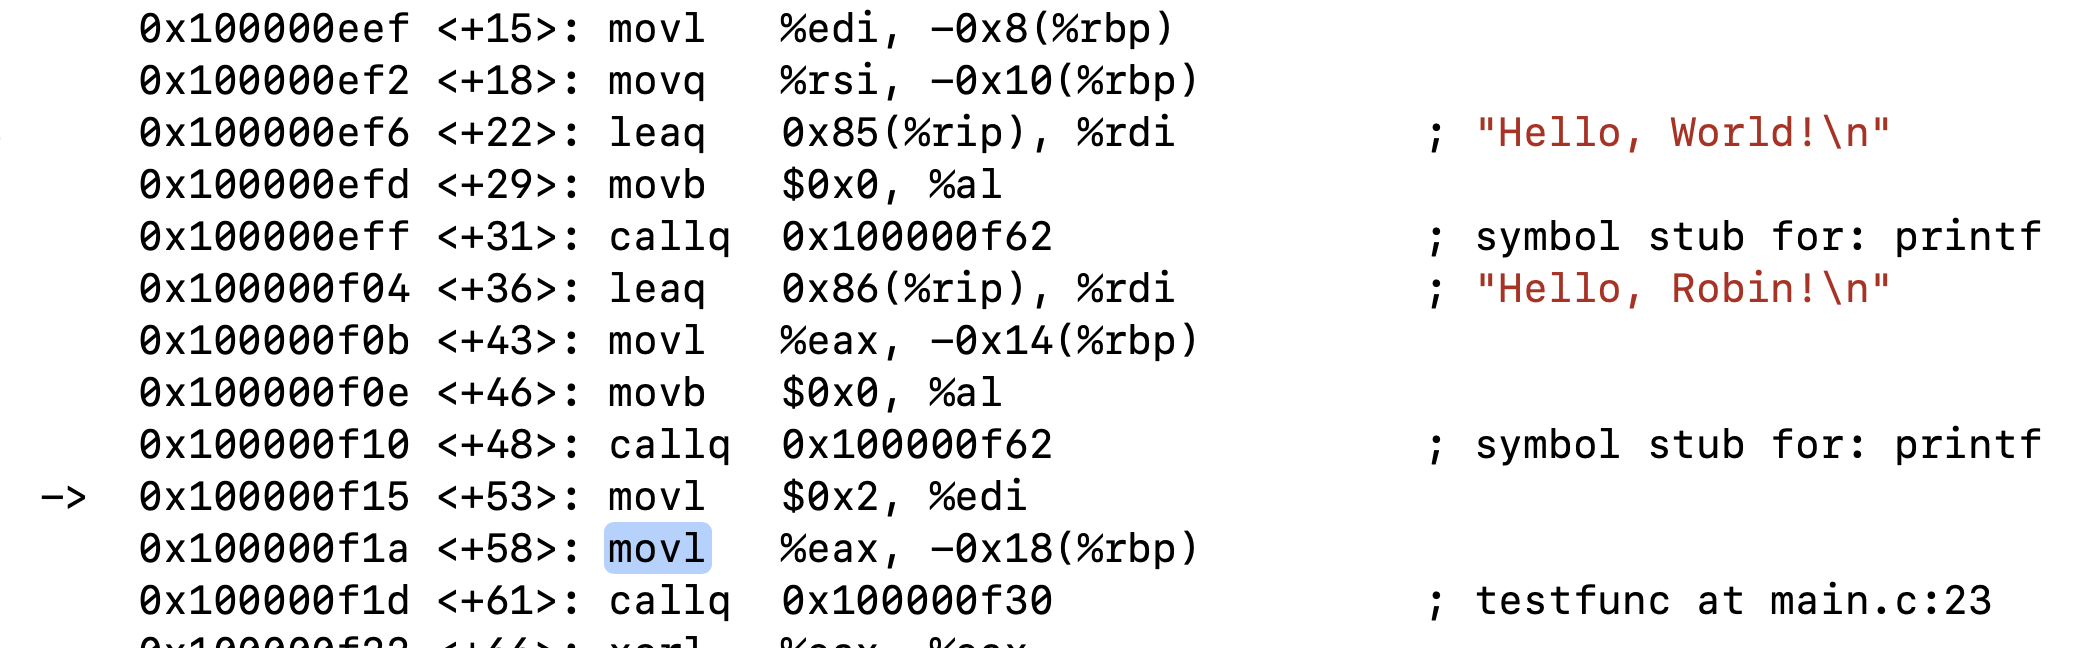 0x100000eef <+15>: movl   %edi, -0x8(%rbp)
0x100000ef2 <+18>: movq   %rsi, -0x10(%rbp)
0x100000ef6 <+22>: leaq   0x85(%rip), %rdi          ; "Hello, World!\n"
0x100000efd <+29>: movb   $0x0, %al
0x100000eff <+31>: callq  0x100000f62               ; symbol stub for: printf
0x100000f04 <+36>: leaq   0x86(%rip), %rdi          ; "Hello, Robin!\n"
0x100000f0b <+43>: movl   %eax, -0x14(%rbp)
0x100000f0e <+46>: movb   $0x0, %al
0x100000f10 <+48>: callq  0x100000f62               ; symbol stub for: printf
-> 0x100000f15 <+53>: movl   $0x2, %edi
0x100000f1a <+58>: movl   %eax, -0x18(%rbp)
0x100000f1d <+61>: callq  0x100000f30               ; testfunc at main.c:23